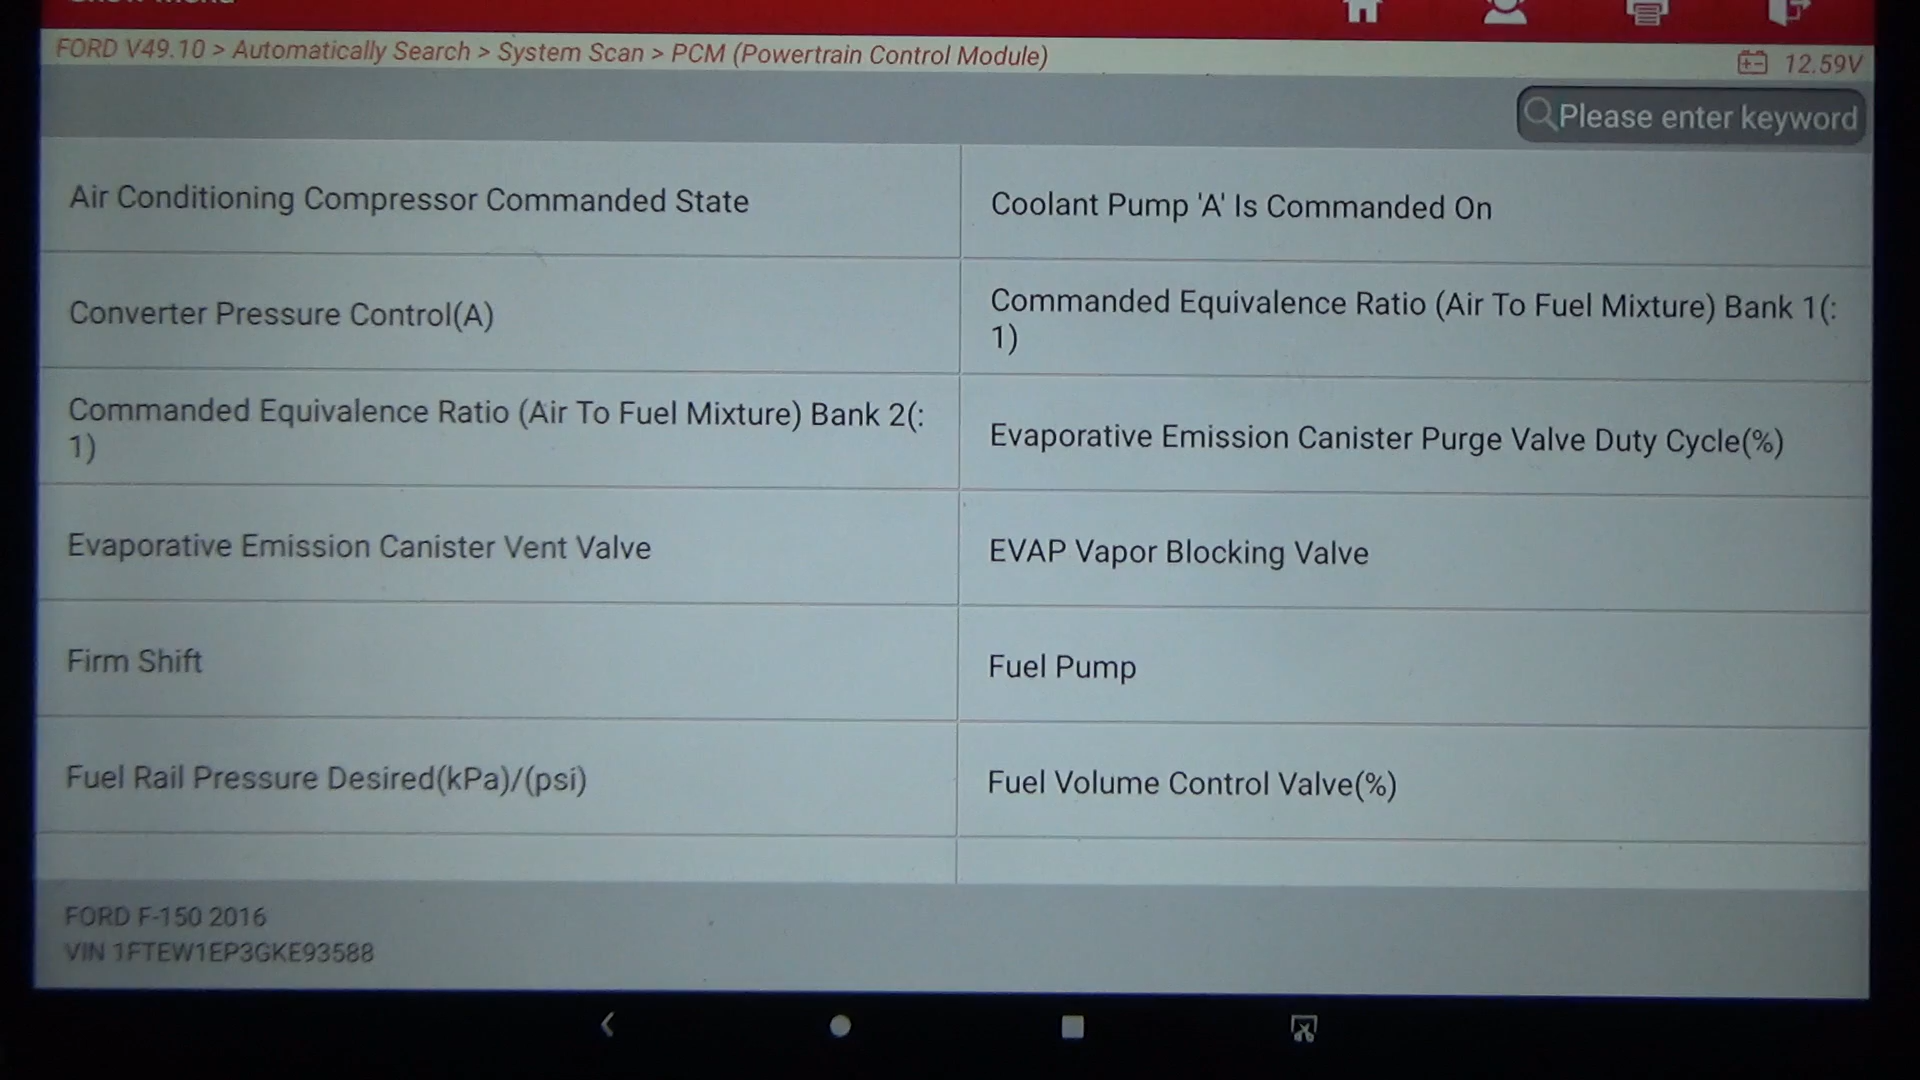 FORD V49.10 > Automatically Search > System Scan > PCM (Powertrain Control Module)
12.59V
Please enter keyword
Air Conditioning Compressor Commanded State
Coolant Pump 'A' Is Commanded On
Converter Pressure Control(A)
Commanded Equivalence Ratio (Air To Fuel Mixture) Bank 1(:
1)
Commanded Equivalence Ratio (Air To Fuel Mixture) Bank 2(:
1)
Evaporative Emission Canister Purge Valve Duty Cycle(%)
Evaporative Emission Canister Vent Valve
EVAP Vapor Blocking Valve
Firm Shift
Fuel Pump
Fuel Rail Pressure Desired(kPa)/(psi)
Fuel Volume Control Valve(%)
FORD F-150 2016
VIN 1FTEW1EP3GKE93588